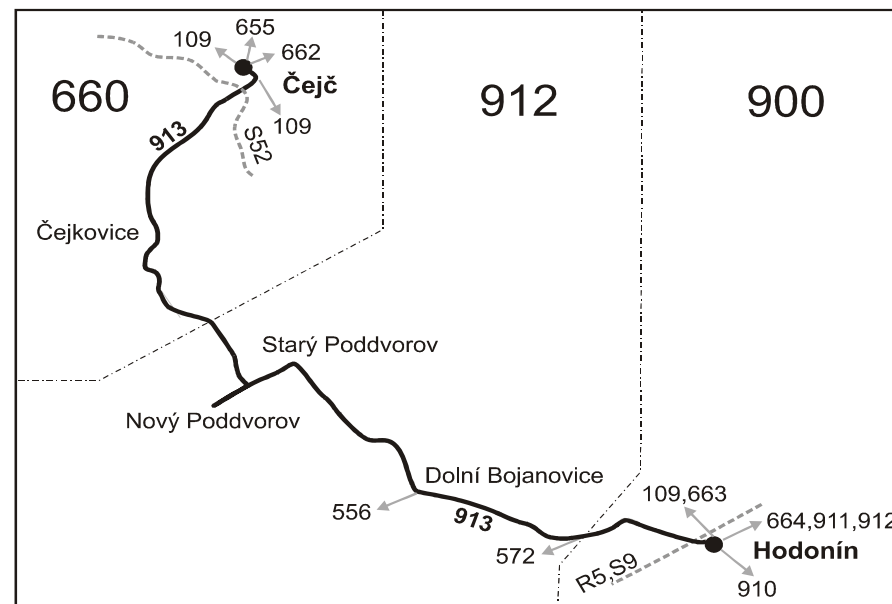 109
655
662
Čejč
109
660
912
900
913
S52
Čejkovice
Starý Poddvorov
Nový Poddvorov
Dolní Bojanovice
556
913
572
109,663
664,911,912
Hodonín
R5,S9
910